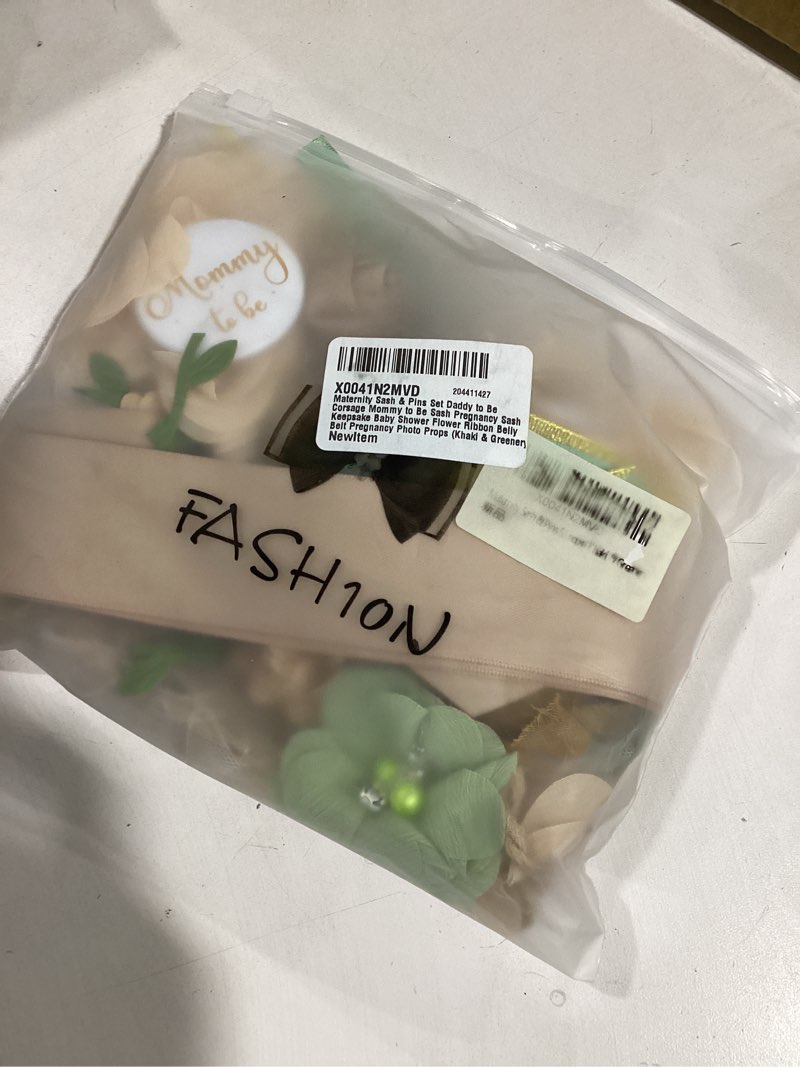 Mommy
to be
X0041N2MVD 204411427
Maternity Sash & Pins Set Daddy to Be
Corsage Mommy to Be Sash Pregnancy Sash
Keepsake Baby Shower Flower Ribbon Belly
Belt Pregnancy Photo Props (Khaki & Greener
NewItem
FASH1ON